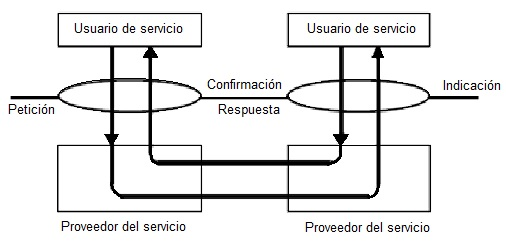 Usuario de servicio
Usuario de servicio
Confirmación
Indicación
Petición
Respuesta
Proveedor del servicio
Proveedor del servicio